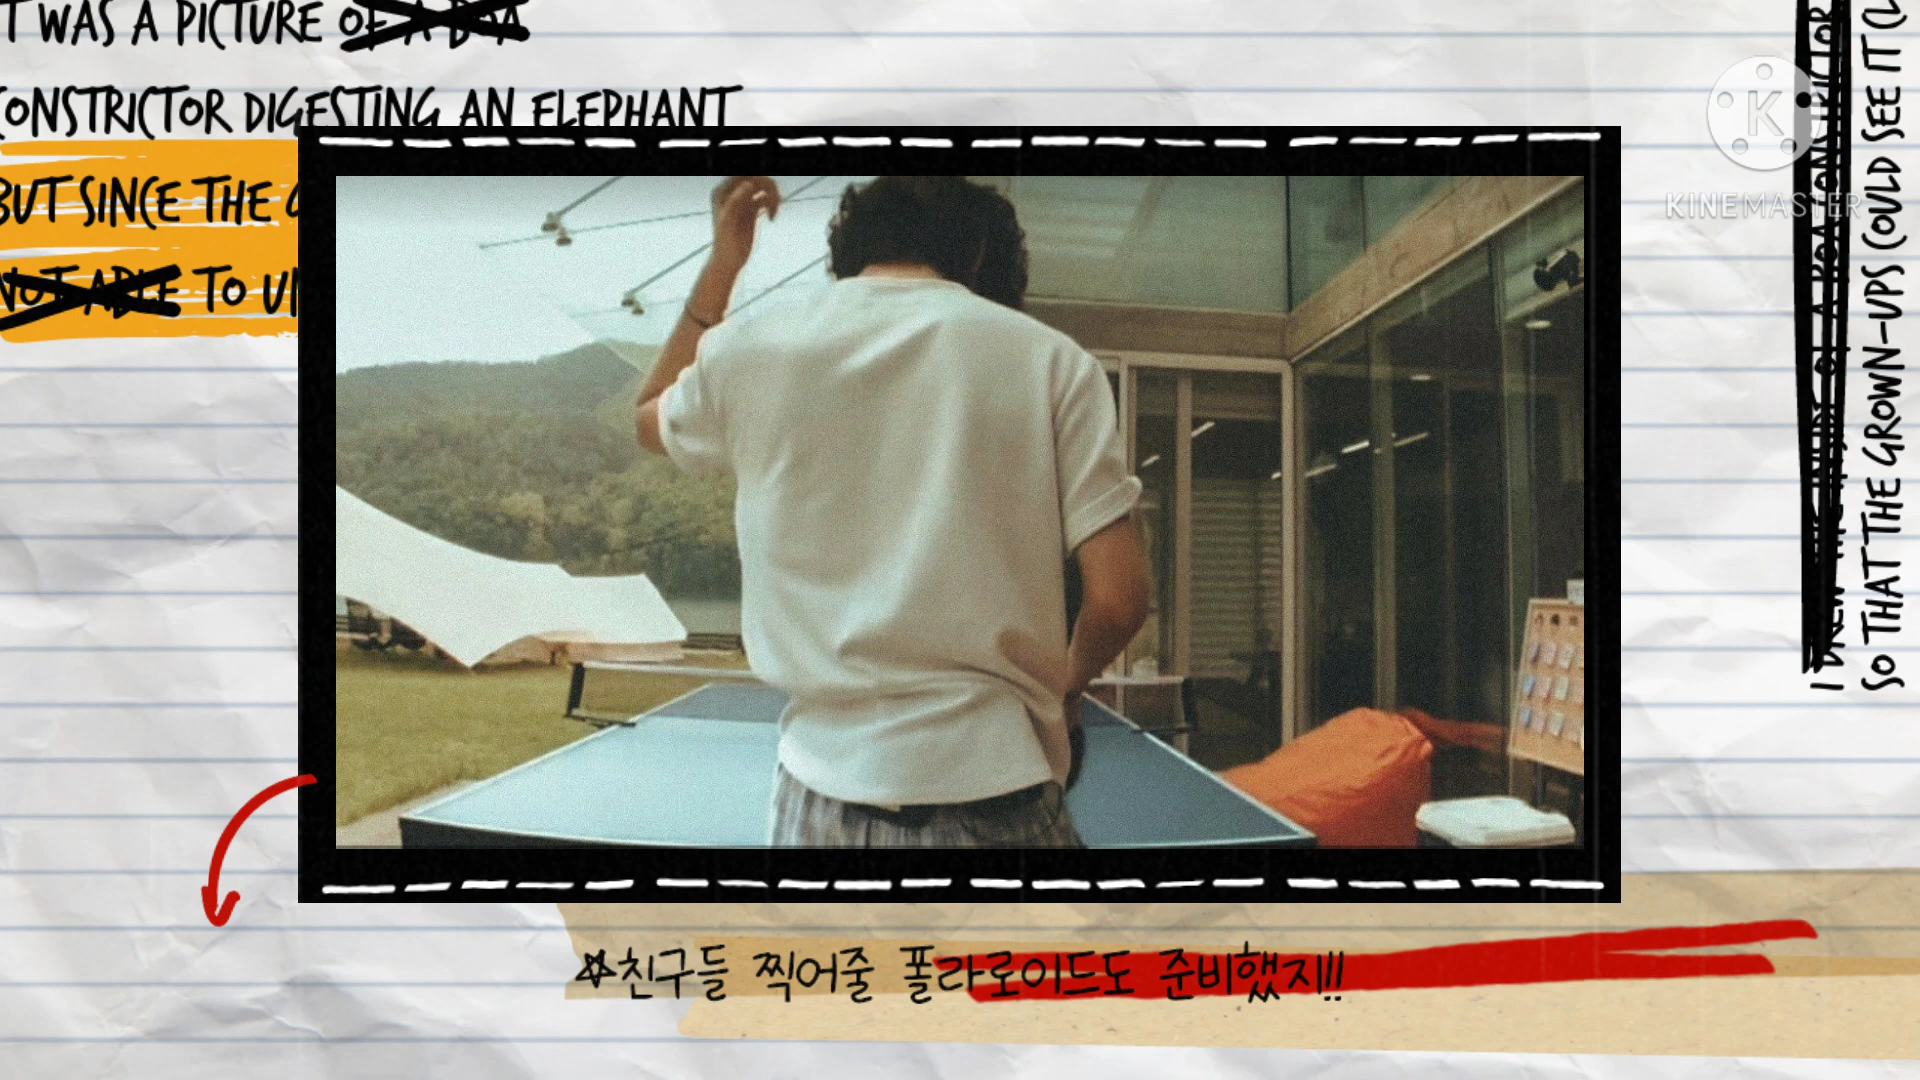 T WAS A PICTURE OF A BOA
CONSTRICTOR DIGESTING AN ELEPHANT
BUT SINCE THE
NOT ABLE TO
K
KINEMASTER
SO THAT THE GROWN-UPS COULD SEE IT
☆친구들 찍어줄 폴라로이드도 준비했지!!